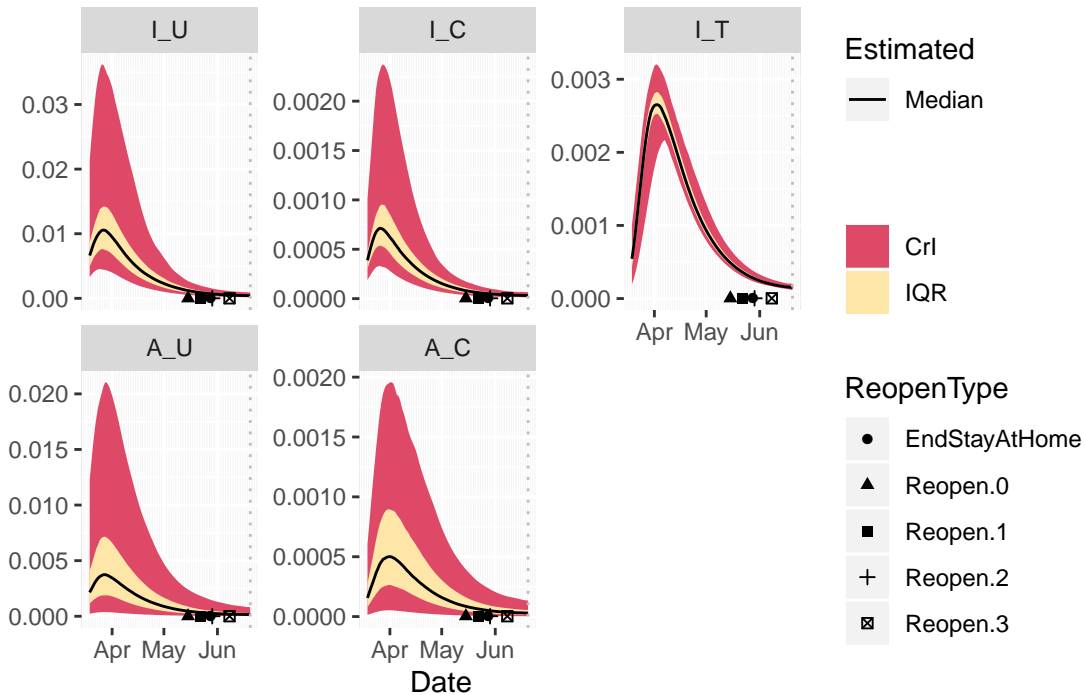 I_U
I_C
I_T
0.03
0.02
0.01
0.00
0.0020
0.0015
0.0010
0.0005
0.0000
0.003
0.002
0.001
0.000
Apr May Jun
A_U
A_C
0.020
0.015
0.010
0.005
0.000
0.0020
0.0015
0.0010
0.0005
0.0000
Apr May Jun
Apr May Jun
Date
Estimated
Median
CrI
IQR
ReopenType
EndStayAtHome
Reopen.0
Reopen.1
Reopen.2
Reopen.3